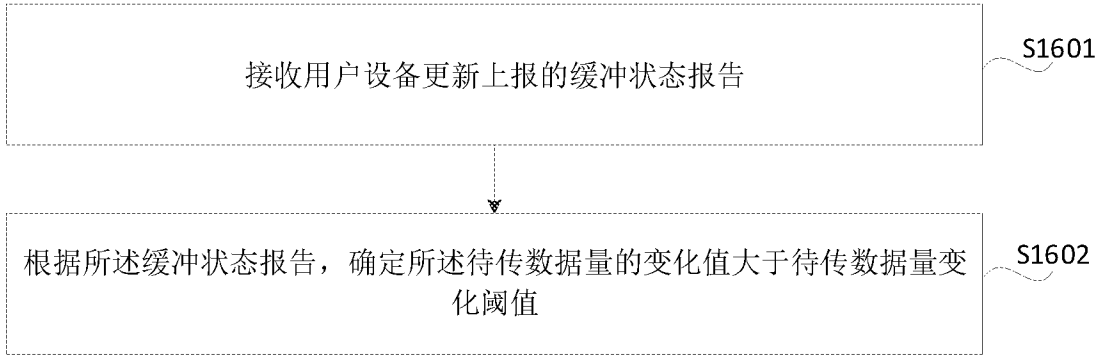 接收用户设备更新上报的缓冲状态报告
S1601
根据所述缓冲状态报告，确定所述待传数据量的变化值大于待传数据量变
化阈值
S1602